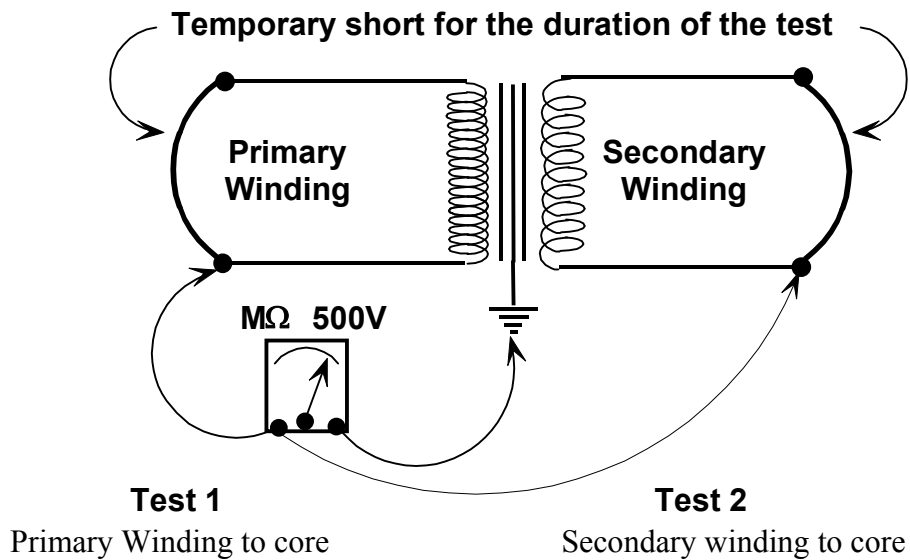 Temporary short for the duration of the test
Primary
Winding
Secondary
Winding
MΩ 500V
Test 1
Primary Winding to core
Test 2
Secondary winding to core